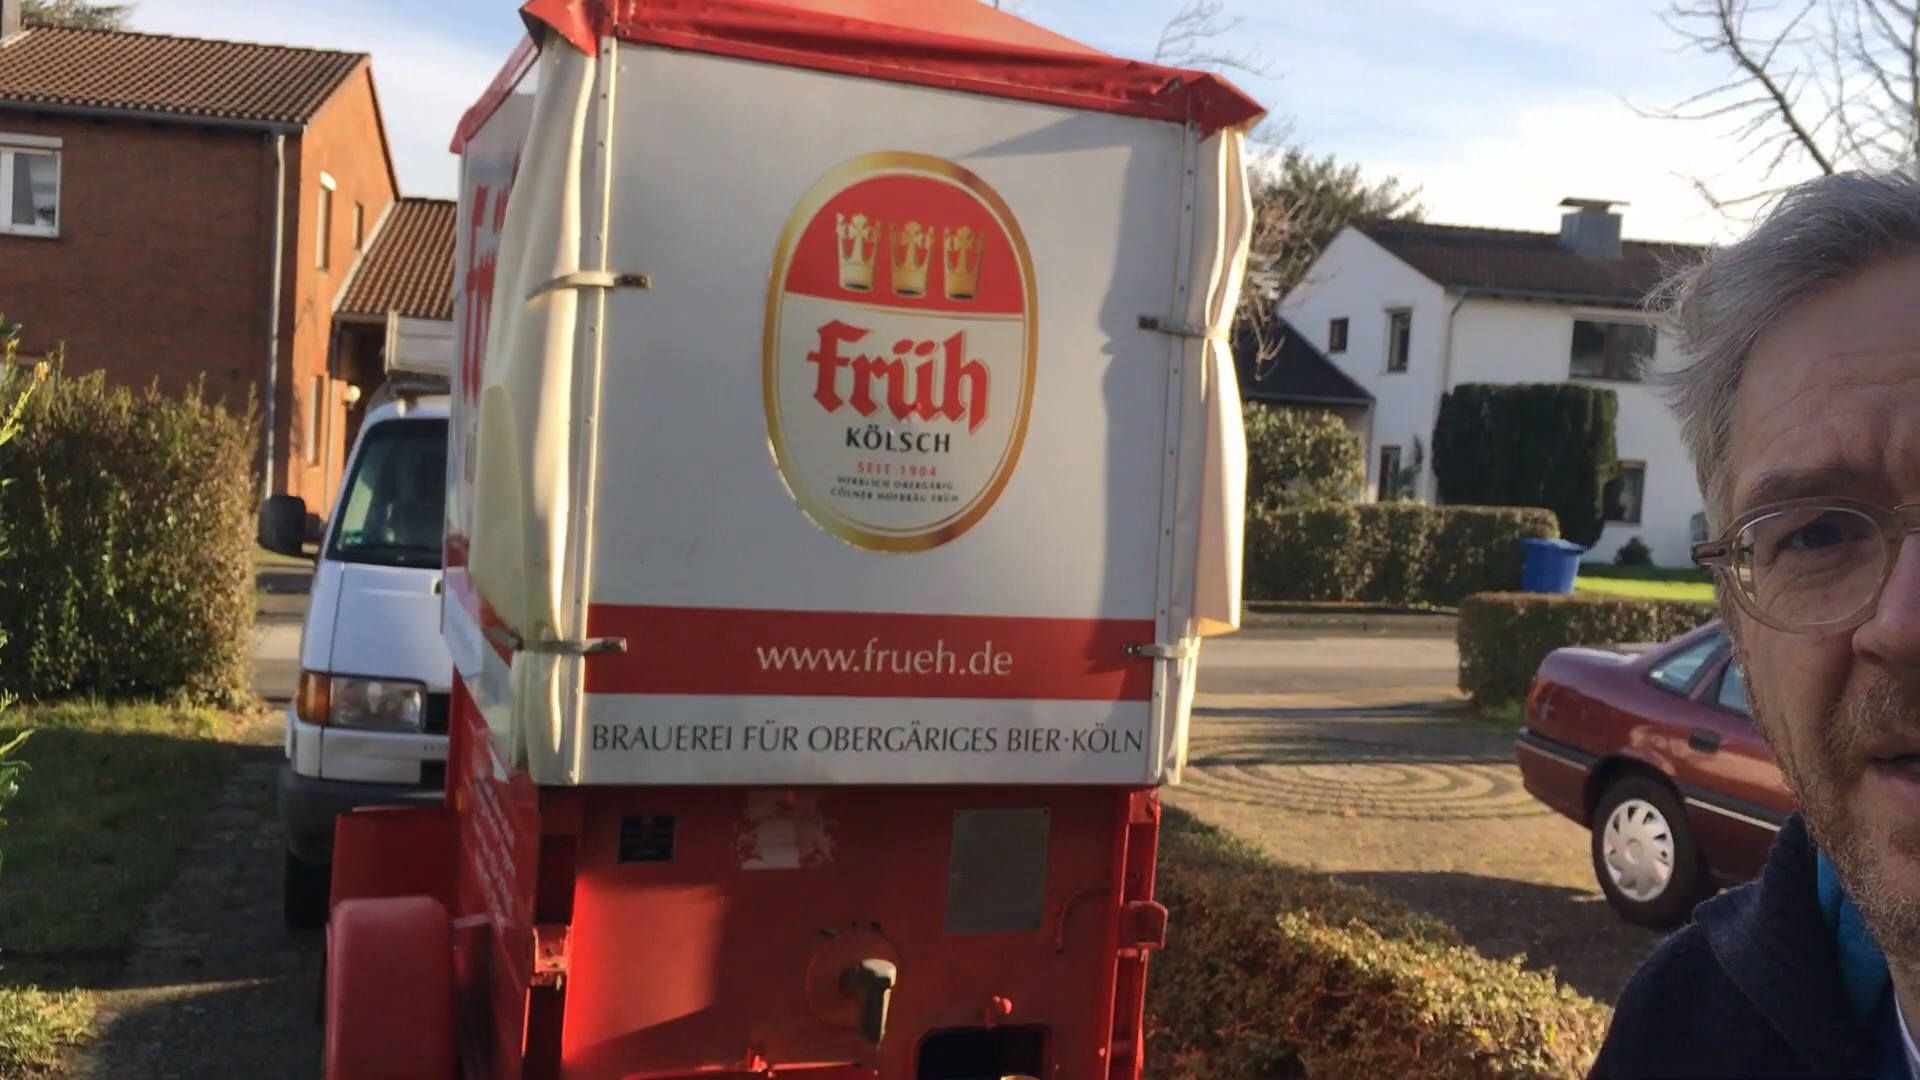 Früh
KÖLSCH
SEIT 1904
HERRLICH OBERGÄRIG
CÖLNER HOFBRÄU FRÜH
www.frueh.de
BRAUEREI FÜR OBERGÄRIGES BIER·KÖLN